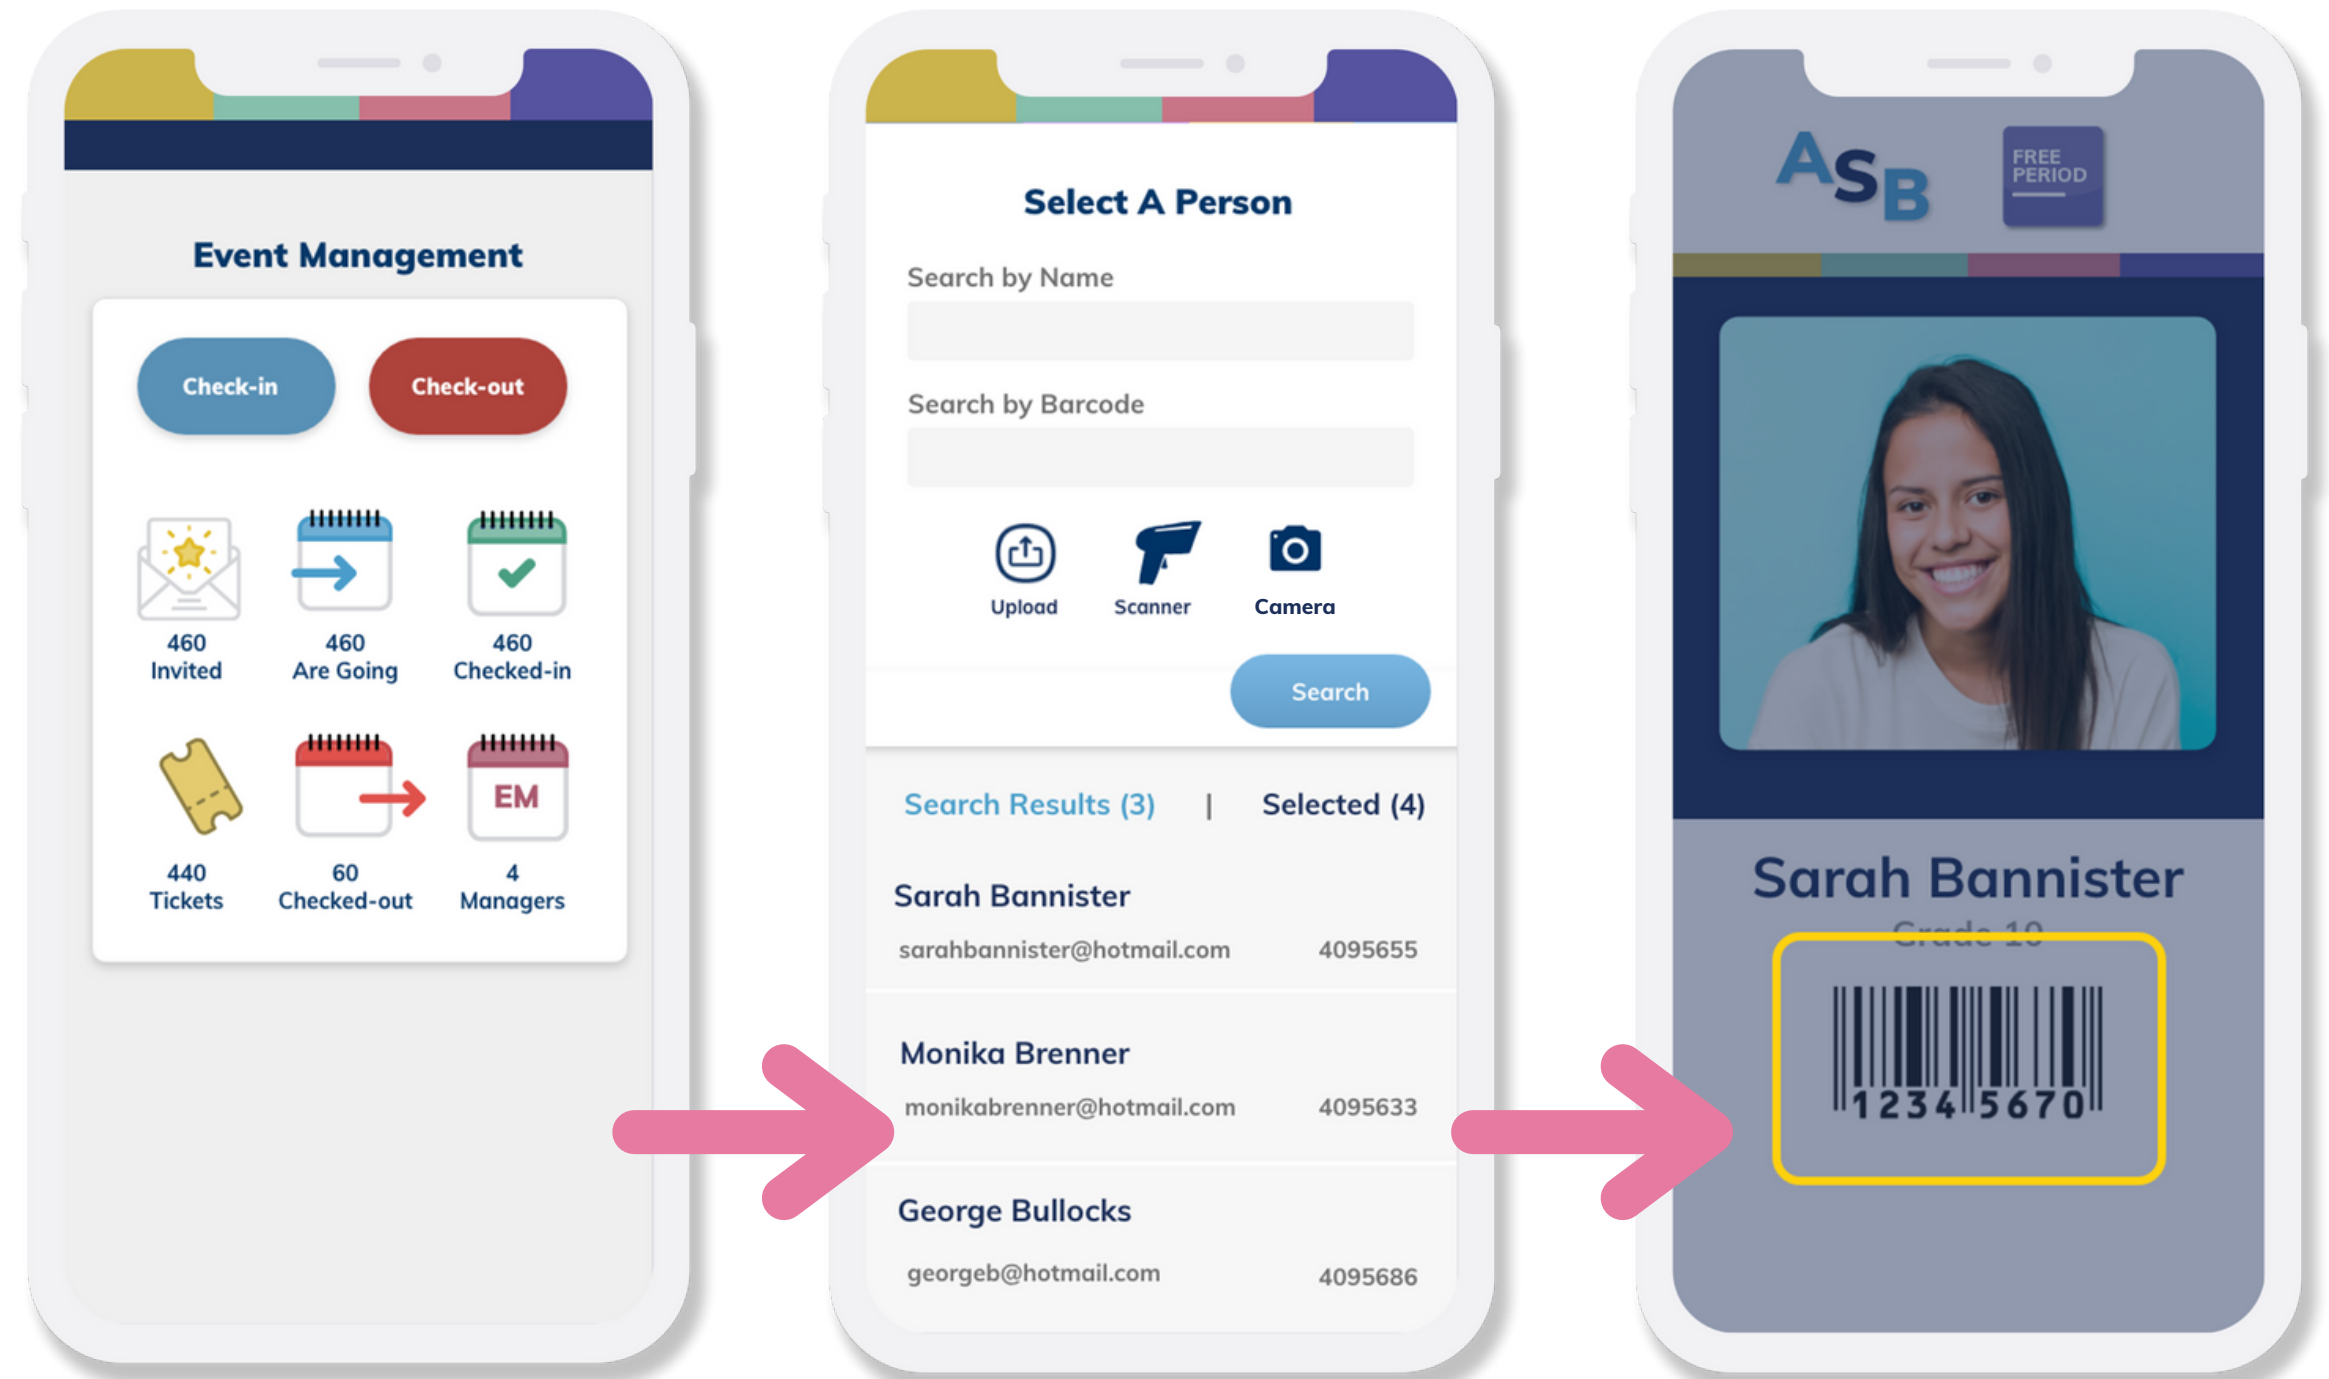 Event Management
Check-in
Check-out
460
Invited
460
Are Going
460
Checked-in
440
Tickets
60
Checked-out
EM
4
Managers
Select A Person
Search by Name
Search by Barcode
Upload
Scanner
Camera
Search
Search Results (3) | Selected (4)
Sarah Bannister
sarahbannister@hotmail.com 4095655
Monika Brenner
monikabrenner@hotmail.com 4095633
George Bullocks
georgeb@hotmail.com 4095686
ASB
FREE
PERIOD
Sarah Bannister
Grade 10
1234 5670